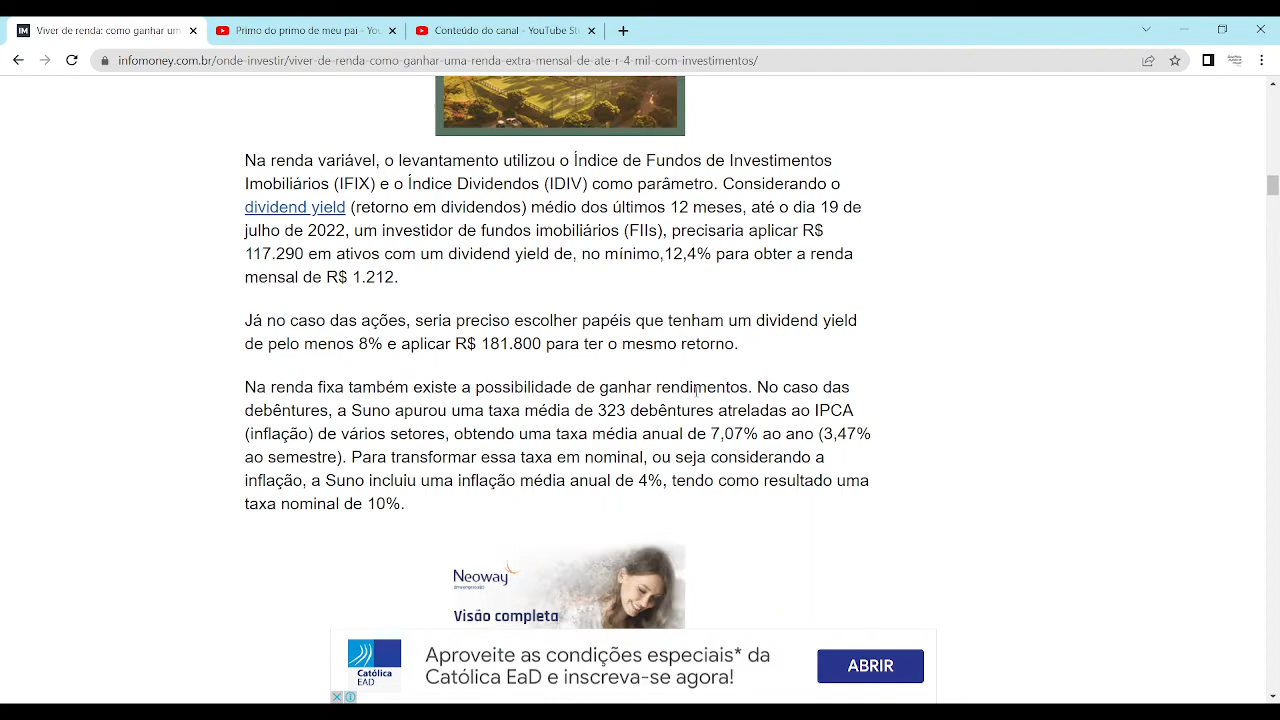 Viver de renda: como ganhar um
Primo do primo de meu pai - You
Conteúdo do canal - YouTube St
infomoney.com.br/onde-investir/viver-de-renda-como-ganhar-uma-renda-extra-mensal-de-ate-r-4-mil-com-investimentos/
Na renda variável, o levantamento utilizou o Índice de Fundos de Investimentos
Imobiliários (IFIX) e o Índice Dividendos (IDIV) como parâmetro. Considerando o
dividend yield (retorno em dividendos) médio dos últimos 12 meses, até o dia 19 de
julho de 2022, um investidor de fundos imobiliários (FIIs), precisaria aplicar R$
117.290 em ativos com um dividend yield de, no mínimo,12,4% para obter a renda
mensal de R$ 1.212.
Já no caso das ações, seria preciso escolher papéis que tenham um dividend yield
de pelo menos 8% e aplicar R$ 181.800 para ter o mesmo retorno.
Na renda fixa também existe a possibilidade de ganhar rendimentos. No caso das
debêntures, a Suno apurou uma taxa média de 323 debêntures atreladas ao IPCA
(inflação) de vários setores, obtendo uma taxa média anual de 7,07% ao ano (3,47%
ao semestre). Para transformar essa taxa em nominal, ou seja considerando a
inflação, a Suno incluiu uma inflação média anual de 4%, tendo como resultado uma
taxa nominal de 10%.
Neoway
Visão completa
Católica
EAD
Aproveite as condições especiais* da
Católica EaD e inscreva-se agora!
ABRIR